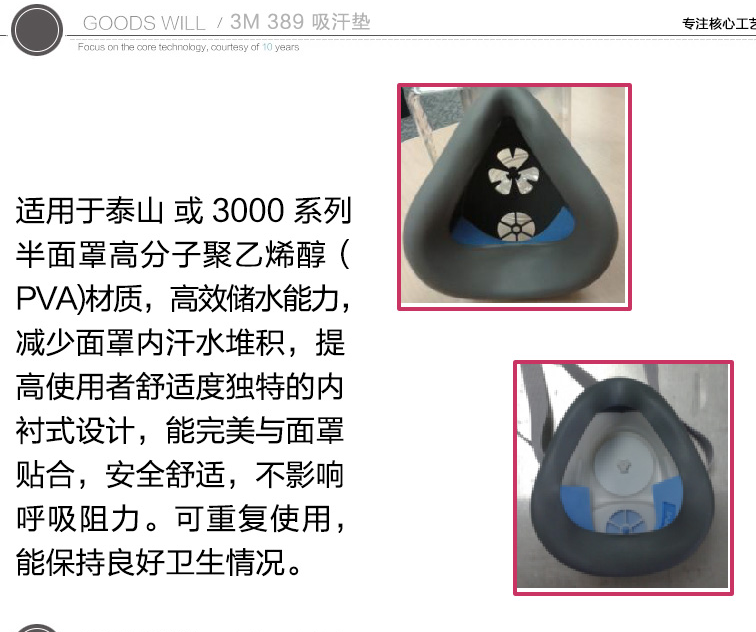 GOODS WILL / 3M 389 吸汗垫
专注核心工艺
Focus on the core technology, courtesy of 10 years
适用于泰山 或 3000 系列
半面罩高分子聚乙烯醇（
PVA)材质，高效储水能力，
减少面罩内汗水堆积，提
高使用者舒适度独特的内
衬式设计，能完美与面罩
贴合，安全舒适，不影响
呼吸阻力。可重复使用，
能保持良好卫生情况。